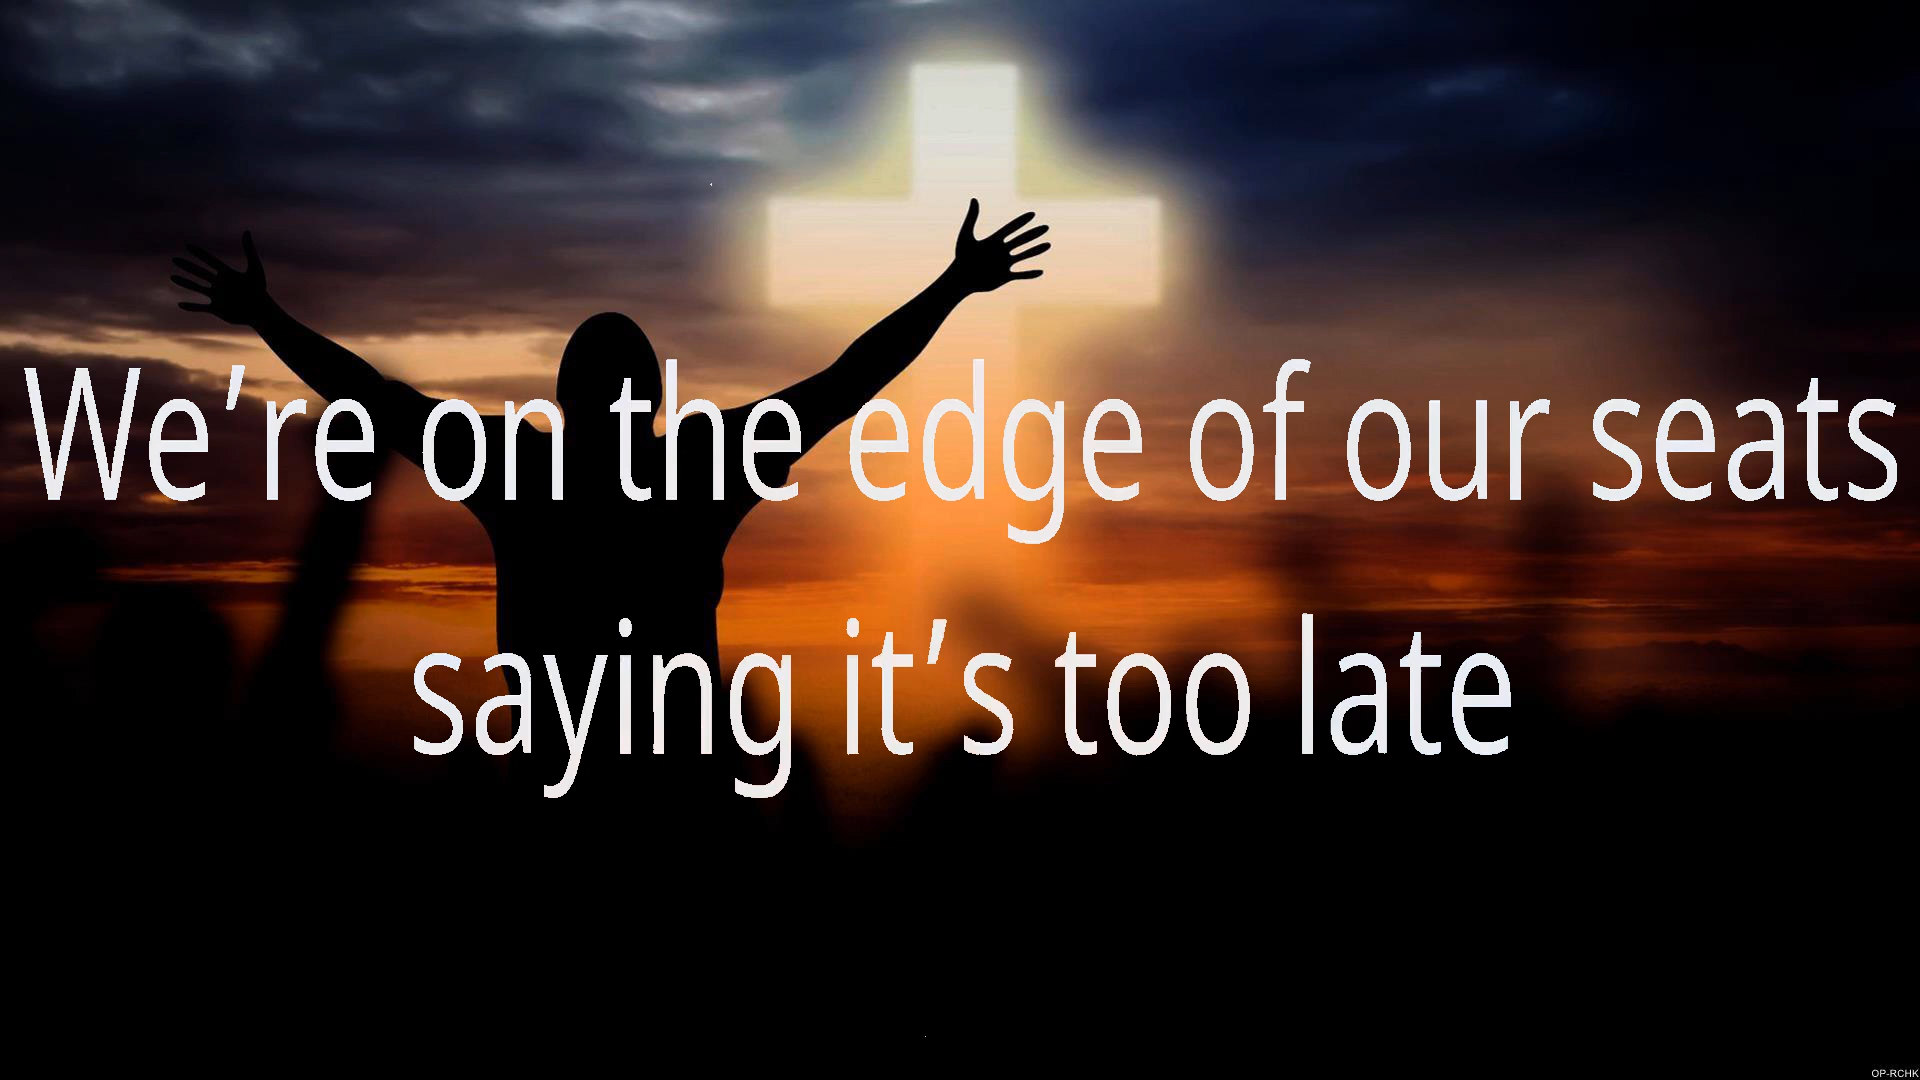 We’re on the edge of our seats
saying it’s too late
OP-RCHK